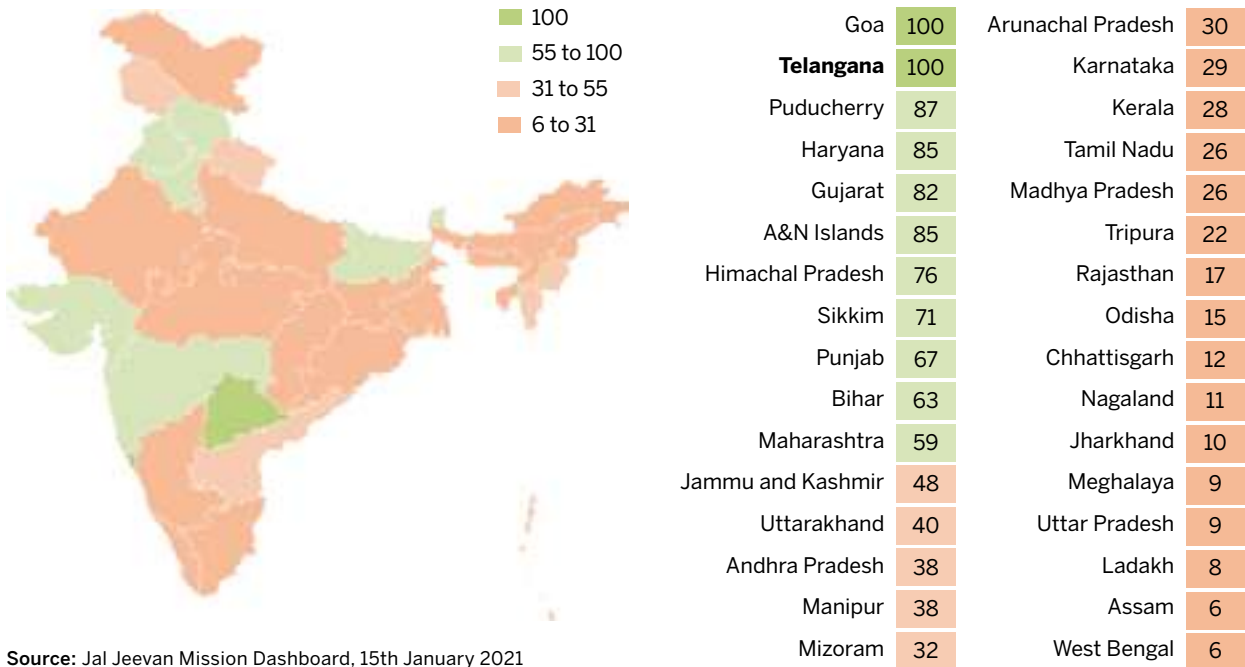 100
55 to 100
31 to 55
6 to 31
Goa 100
Telangana 100
Puducherry 87
Haryana 85
Gujarat 82
A&N Islands 85
Himachal Pradesh 76
Sikkim 71
Punjab 67
Bihar 63
Maharashtra 59
Jammu and Kashmir 48
Uttarakhand 40
Andhra Pradesh 38
Manipur 38
Mizoram 32
Arunachal Pradesh 30
Karnataka 29
Kerala 28
Tamil Nadu 26
Madhya Pradesh 26
Tripura 22
Rajasthan 17
Odisha 15
Chhattisgarh 12
Nagaland 11
Jharkhand 10
Meghalaya 9
Uttar Pradesh 9
Ladakh 8
Assam 6
West Bengal 6
Source: Jal Jeevan Mission Dashboard, 15th January 2021